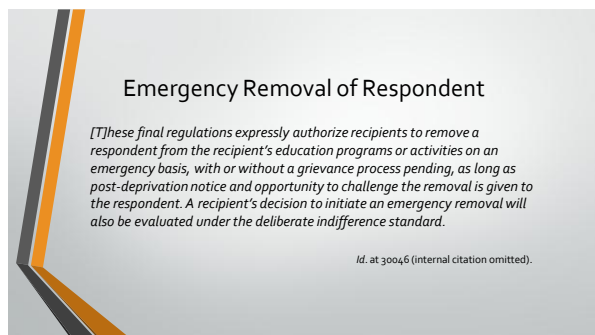 Emergency Removal of Respondent
[T]hese final regulations expressly authorize recipients to remove a
respondent from the recipient's education programs or activities on an
emergency basis, with or without a grievance process pending, as long as
post-deprivation notice and opportunity to challenge the removal is given to
the respondent. A recipient's decision to initiate an emergency removal will
also be evaluated under the deliberate indifference standard.
Id. at 30046 (internal citation omitted).